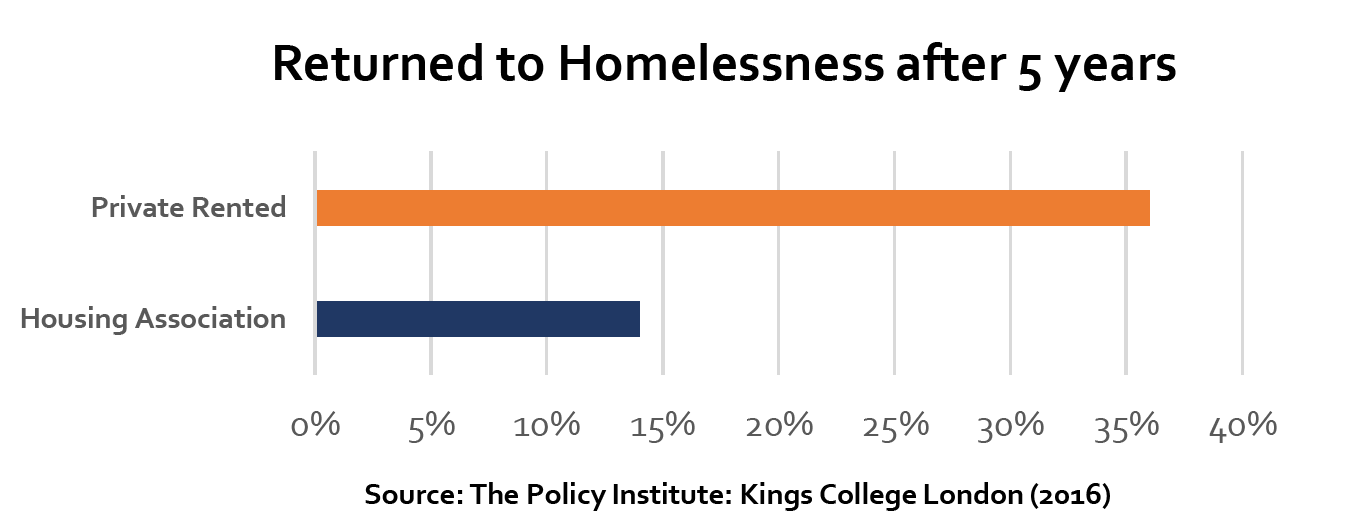 Returned to Homelessness after 5 years
Private Rented
Housing Association
0% 5% 10% 15% 20% 25% 30% 35% 40%
Source: The Policy Institute: Kings College London (2016)